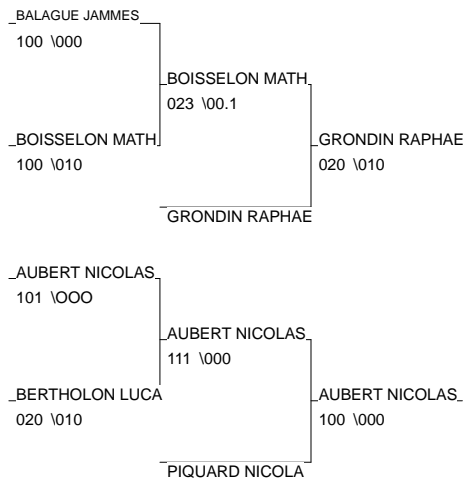 BALAGUE JAMMES
100 \000
BOISSELON MATH
023 \00.1
BOISSELON MATH
100 \010
GRONDIN RAPHAE
020 \010
GRONDIN RAPHAE
AUBERT NICOLAS
101 \OOO
AUBERT NICOLAS
111 \000
BERTHOLON LUCA
020 \010
AUBERT NICOLAS
100 \000
PIQUARD NICOLA